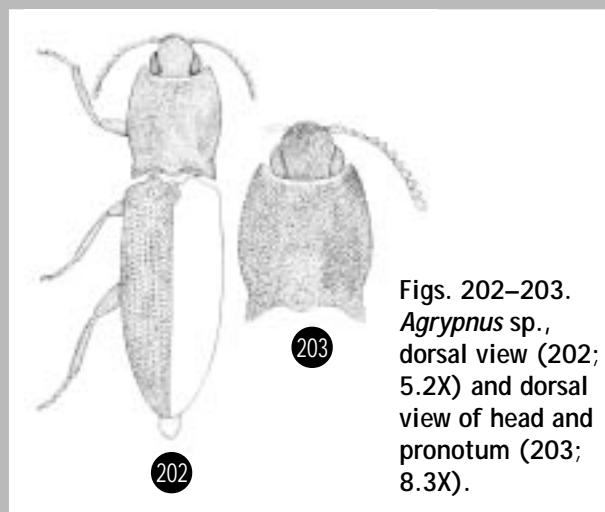 203
202
Figs. 202–203.
Agrypnus sp.,
dorsal view (202;
5.2X) and dorsal
view of head and
pronotum (203;
8.3X).